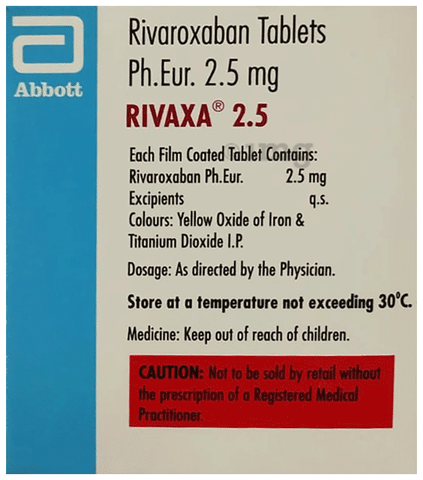 Abbott
Rivaroxaban Tablets
Ph.Eur. 2.5 mg
RIVAXA® 2.5
Each Film Coated Tablet Contains:
Rivaroxaban Ph.Eur. 2.5 mg
Excipients q.s.
Colours: Yellow Oxide of Iron &
Titanium Dioxide I.P.
Dosage: As directed by the Physician.
Store at a temperature not exceeding 30°C.
Medicine: Keep out of reach of children.
CAUTION: Not to be sold by retail without
the prescription of a Registered Medical
Practitioner.